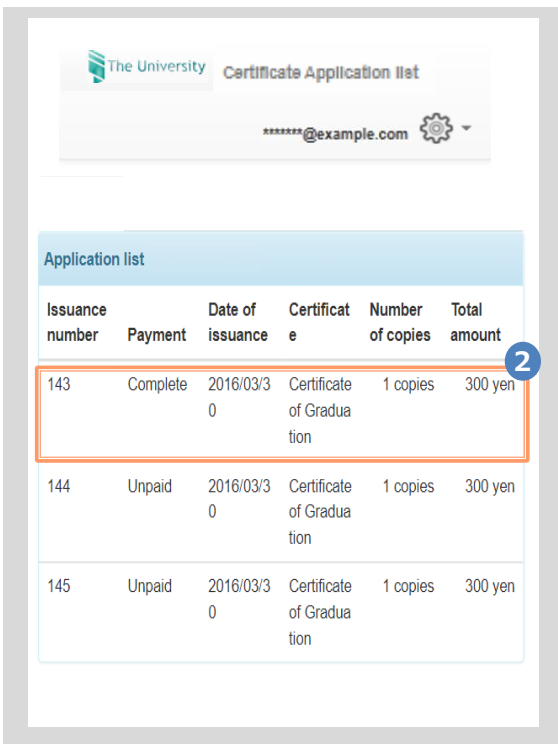 The University Certificate Application list
*******@example.com
Application list
Issuance Date of Certificat Number Total
number Payment issuance e of copies amount
2
143 Complete 2016/03/3 Certificate 1 copies 300 yen
0 of Gradua
tion
144 Unpaid 2016/03/3 Certificate 1 copies 300 yen
0 of Gradua
tion
145 Unpaid 2016/03/3 Certificate 1 copies 300 yen
0 of Gradua
tion